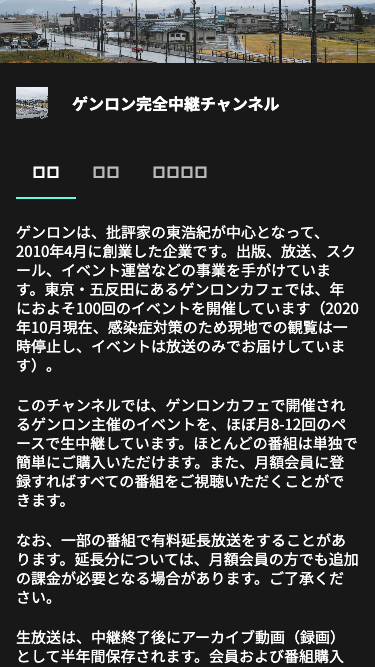 ゲンロン完全中継チャンネル
ゲンロンは、批評家の東浩紀が中心となって、
2010年4月に創業した企業です。出版、放送、スク
ール、イベント運営などの事業を手がけていま
す。東京・五反田にあるゲンロンカフェでは、年
におよそ100回のイベントを開催しています（2020
年10月現在、感染症対策のため現地での観覧は一
時停止し、イベントは放送のみでお届けしていま
す）。
このチャンネルでは、ゲンロンカフェで開催され
るゲンロン主催のイベントを、ほぼ月8-12回のペ
ースで生中継しています。ほとんどの番組は単独で
簡単にご購入いただけます。また、月額会員に登
録すればすべての番組をご視聴いただくことがで
きます。
なお、一部の番組で有料延長放送をすることがあ
ります。延長分については、月額会員の方でも追加
の課金が必要となる場合があります。ご了承くだ
さい。
生放送は、中継終了後にアーカイブ動画（録画）
として半年間保存されます。会員および番組購入